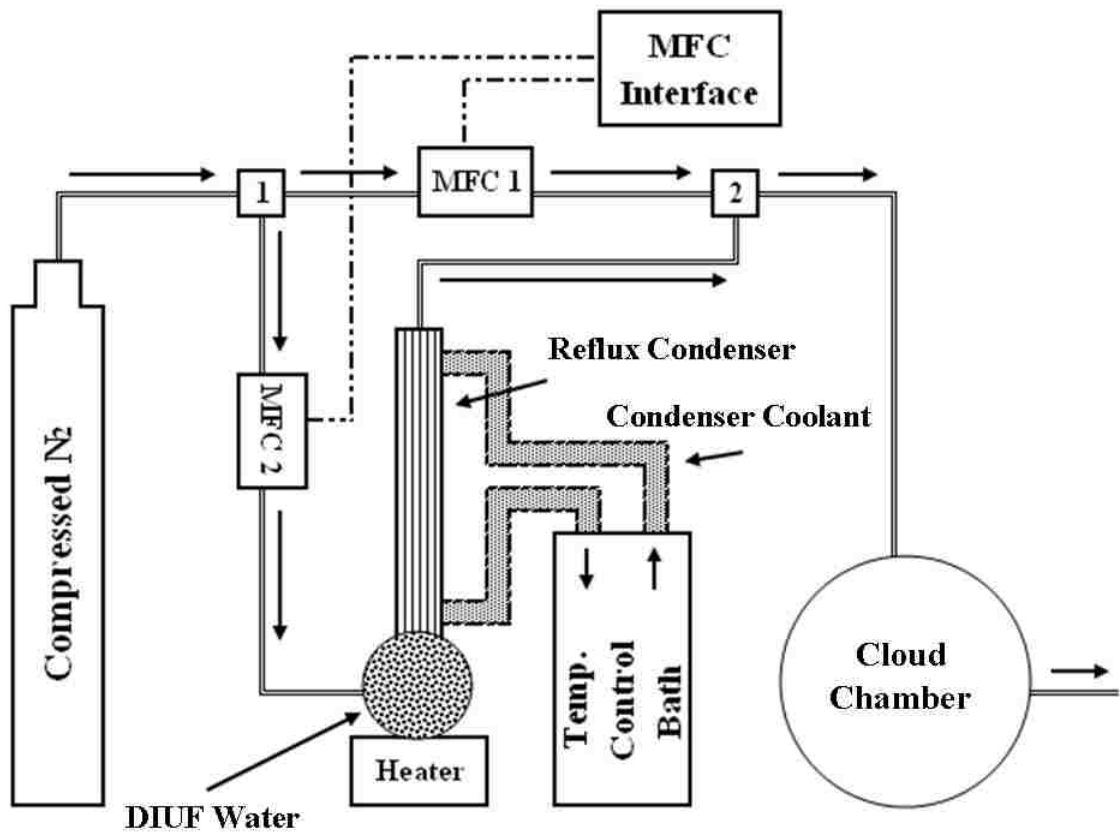 MFC
Interface
1
MFC 1
2
Reflux Condenser
Condenser Coolant
MFC 2
Compressed N₂
Temp.
Control
Bath
Cloud
Chamber
Heater
DIUF Water